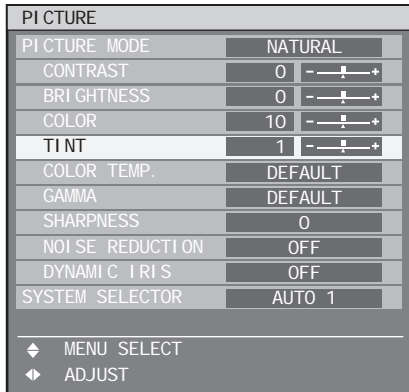 PICTURE
PICTURE MODE NATURAL
CONTRAST 0 - +
BRIGHTNESS 0 - +
COLOR 10 - +
TINT 1 - +
COLOR TEMP. DEFAULT
GAMMA DEFAULT
SHARPNESS 0
NOISE REDUCTION OFF
DYNAMIC IRIS OFF
SYSTEM SELECTOR AUTO 1
MENU SELECT
ADJUST